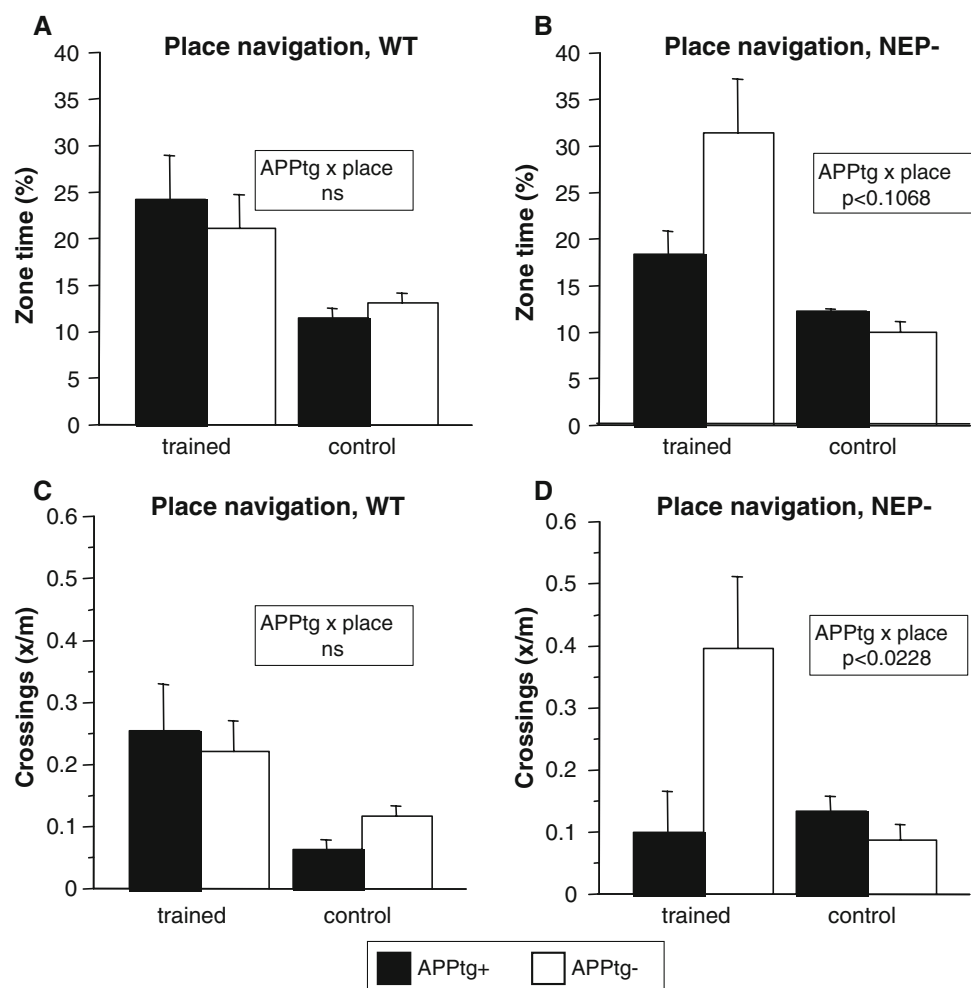 A
Place navigation, WT
40
35
30
25
20
15
10
5
0
Zone time (%)
APPtg x place
ns
trained control
B
Place navigation, NEP-
40
35
30
25
20
15
10
5
0
Zone time (%)
APPtg x place
p<0.1068
trained control
C
Place navigation, WT
0.6
0.5
0.4
0.3
0.2
0.1
0
Crossings (x/m)
APPtg x place
ns
trained control
D
Place navigation, NEP-
0.6
0.5
0.4
0.3
0.2
0.1
0
Crossings (x/m)
APPtg x place
p<0.0228
trained control
APPtg+ APPtg-